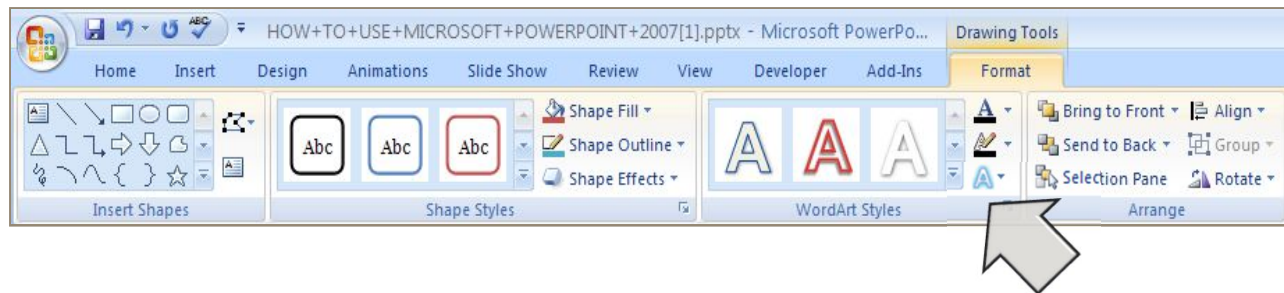 ABC HOW+TO+USE+MICROSOFT+POWERPOINT+2007[1].pptx - Microsoft PowerPo... Drawing Tools
Home Insert Design Animations Slide Show Review View Developer Add-Ins Format
Abc Abc Abc Shape Fill A A A A Bring to Front Align
Shape Outline Send to Back Group
Shape Effects A Selection Pane Rotate
Insert Shapes Shape Styles WordArt Styles Arrange